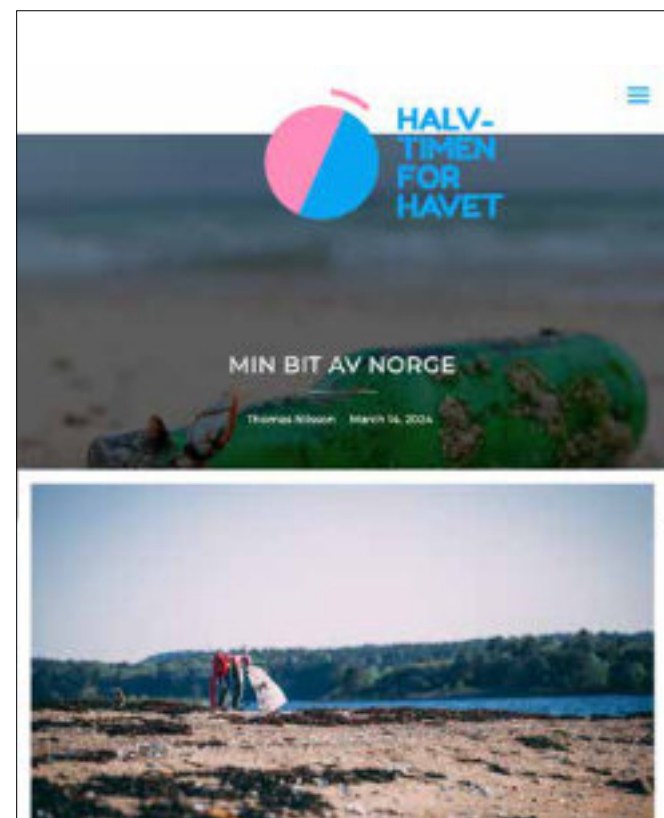 HALV-
TIMEN
FOR
HAVET
MIN BIT AV NORGE
Thomas Nilsson March 14, 2024